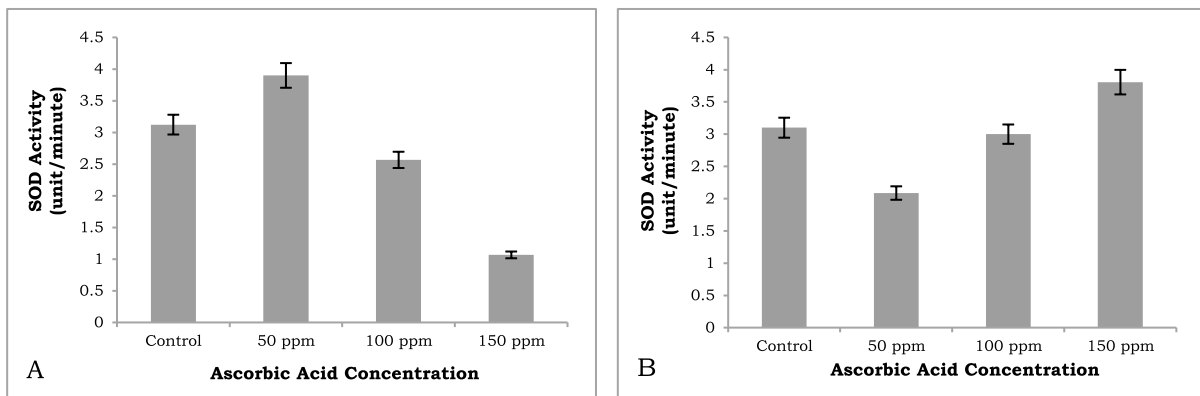 4.5
4
3.5
3
2.5
2
1.5
1
0.5
0
SOD Activity
(unit/minute)
Control 50 ppm 100 ppm 150 ppm
Ascorbic Acid Concentration
A
4.5
4
3.5
3
2.5
2
1.5
1
0.5
0
SOD Activity
(unit/minute)
Control 50 ppm 100 ppm 150 ppm
Ascorbic Acid Concentration
B